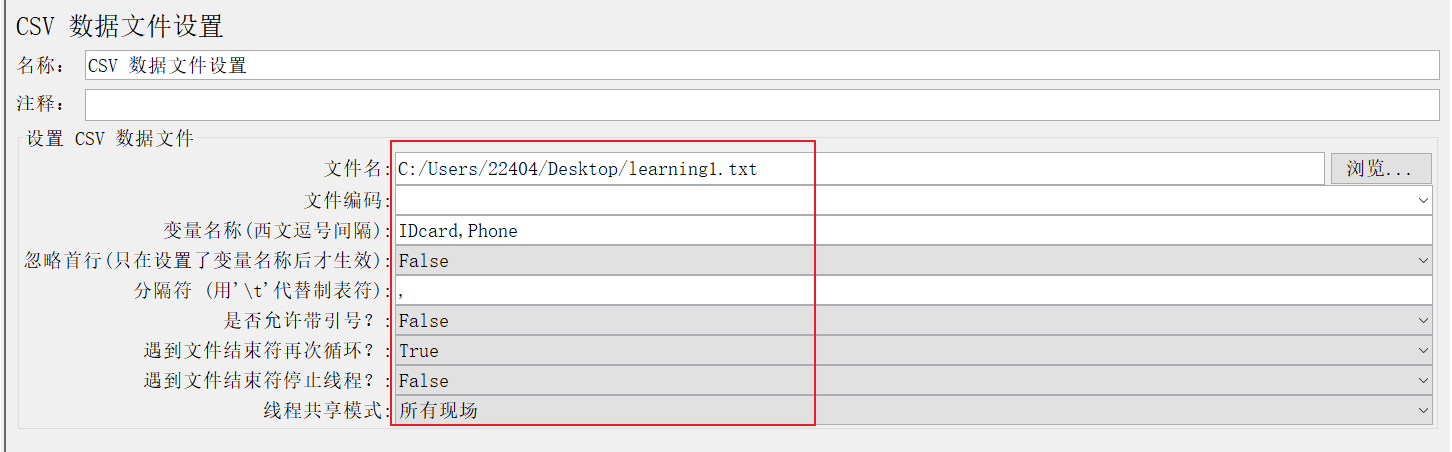 CSV 数据文件设置
名称： CSV 数据文件设置
注释：
设置 CSV 数据文件
文件名: C:/Users/22404/Desktop/learning1.txt 浏览...
文件编码:
变量名称(西文逗号间隔): IDcard,Phone
忽略首行(只在设置了变量名称后才生效): False
分隔符 (用'\t'代替制表符): ,
是否允许带引号？: False
遇到文件结束符再次循环？: True
遇到文件结束符停止线程？: False
线程共享模式: 所有现场